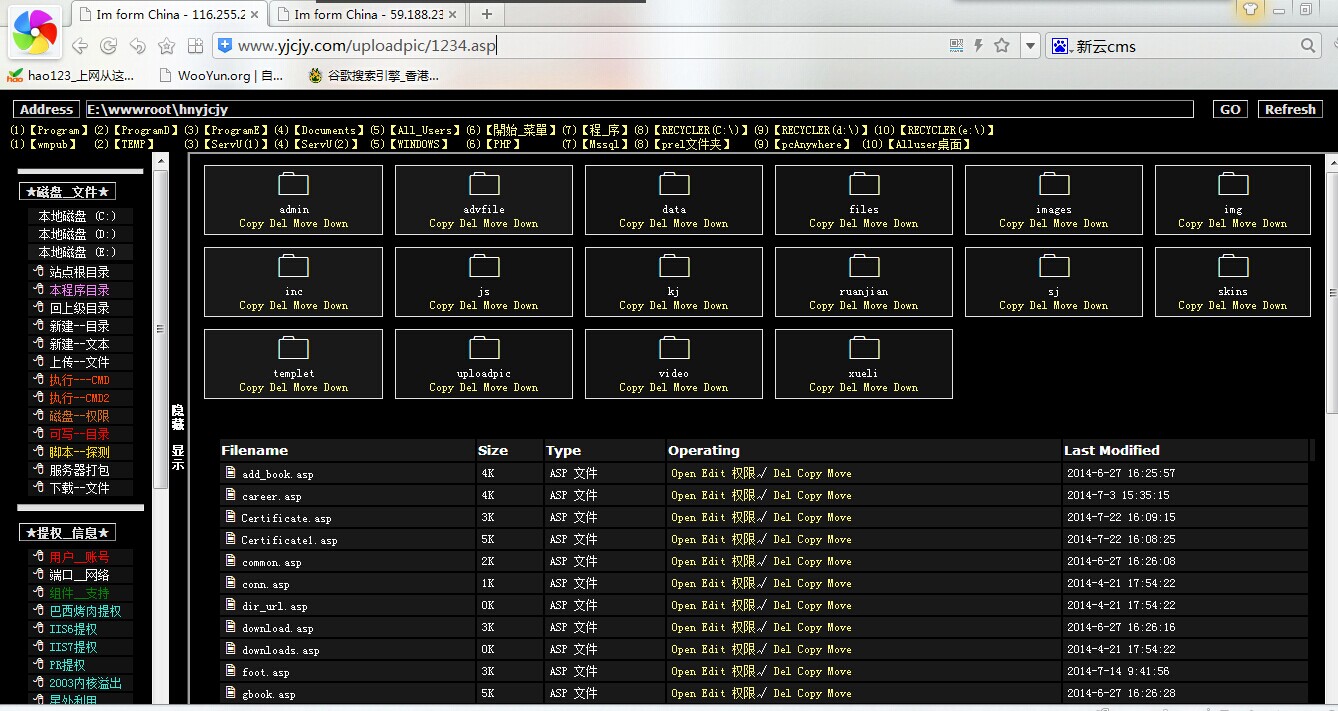 Im form China - 116.255.2 Im form China - 59.188.23
www.yjcjy.com/uploadpic/1234.asp 新云cms
hao123_上网从这... WooYun.org | 自... 谷歌搜索引擎_香港...
Address E:\wwwroot\hnyjcjy GO Refresh
(1)【Program】(2)【ProgramD】(3)【ProgramE】(4)【Documents】(5)【All_Users】(6)【開始_菜單】(7)【程_序】(8)【RECYCLER(C:\)】(9)【RECYCLER(d:\)】(10)【RECYCLER(e:\)】
(1)【wmpub】 (2)【TEMP】 (3)【ServU(1)】(4)【ServU(2)】 (5)【WINDOWS】 (6)【PHP】 (7)【Mssql】(8)【prel文件夹】 (9)【pcAnywhere】 (10)【Alluser桌面】
★磁盘__文件★
本地磁盘 (C:)
本地磁盘 (D:)
本地磁盘 (E:)
站点根目录
本程序目录
回上级目录
新建--目录
新建--文本
上传--文件
执行---CMD
执行--CMD2
磁盘--权限
可写--目录
脚本--探测
服务器打包
下载--文件
★提权__信息★
用户__账号
端口__网络
组件__支持
巴西烤肉提权
IIS6提权
IIS7提权
PR提权
2003内核溢出
星外利用
隐藏 显示
admin advfile data files images img
Copy Del Move Down Copy Del Move Down Copy Del Move Down Copy Del Move Down Copy Del Move Down Copy Del Move Down
inc js kj ruanjian sj skins
Copy Del Move Down Copy Del Move Down Copy Del Move Down Copy Del Move Down Copy Del Move Down Copy Del Move Down
templet uploadpic video xueli
Copy Del Move Down Copy Del Move Down Copy Del Move Down Copy Del Move Down
Filename Size Type Operating Last Modified
add_book.asp 4K ASP 文件 Open Edit 权限√ Del Copy Move 2014-6-27 16:25:57
career.asp 4K ASP 文件 Open Edit 权限√ Del Copy Move 2014-7-3 15:35:15
Certificate.asp 3K ASP 文件 Open Edit 权限√ Del Copy Move 2014-7-22 16:09:15
Certificate1.asp 5K ASP 文件 Open Edit 权限√ Del Copy Move 2014-7-22 16:08:25
common.asp 2K ASP 文件 Open Edit 权限√ Del Copy Move 2014-6-27 16:26:08
conn.asp 1K ASP 文件 Open Edit 权限√ Del Copy Move 2014-4-21 17:54:22
dir_url.asp 0K ASP 文件 Open Edit 权限√ Del Copy Move 2014-4-21 17:54:22
download.asp 3K ASP 文件 Open Edit 权限√ Del Copy Move 2014-6-27 16:26:16
downloads.asp 0K ASP 文件 Open Edit 权限√ Del Copy Move 2014-4-21 17:54:22
foot.asp 3K ASP 文件 Open Edit 权限√ Del Copy Move 2014-7-14 9:41:56
gbook.asp 5K ASP 文件 Open Edit 权限√ Del Copy Move 2014-6-27 16:26:28